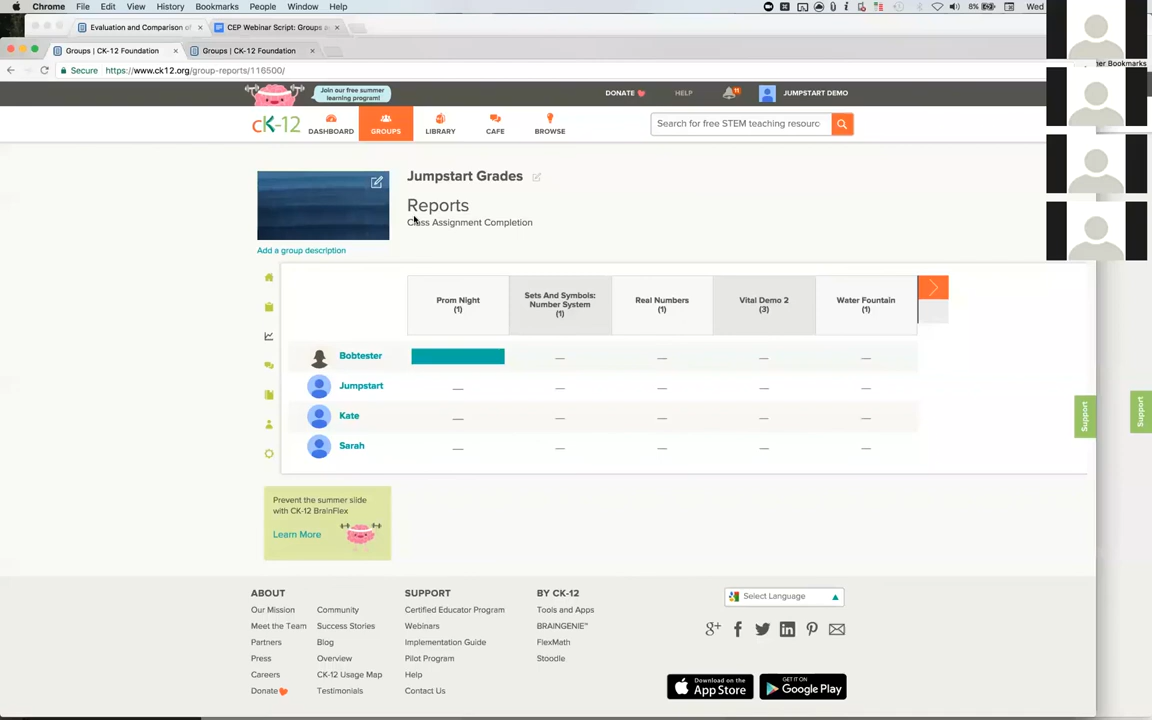 Chrome File Edit View History Bookmarks People Window Help
8% Wed
Evaluation and Comparison of
CEP Webinar Script: Groups a
Groups | CK-12 Foundation
Groups | CK-12 Foundation
Secure https://www.ck12.org/group-reports/116500/
Bookmarks
Join our free summer
learning program!
DONATE
HELP
11
JUMPSTART DEMO
cK-12
DASHBOARD
GROUPS
LIBRARY
CAFE
BROWSE
Search for free STEM teaching resourc
Jumpstart Grades
Reports
Class Assignment Completion
Add a group description
Prom Night
(1)
Sets And Symbols:
Number System
(1)
Real Numbers
(1)
Vital Demo 2
(3)
Water Fountain
(1)
Bobtester
Jumpstart
Kate
Sarah
Support
Support
Prevent the summer slide
with CK-12 BrainFlex
Learn More
ABOUT
Our Mission
Meet the Team
Partners
Press
Careers
Donate
Community
Success Stories
Blog
Overview
CK-12 Usage Map
Testimonials
SUPPORT
Certified Educator Program
Webinars
Implementation Guide
Pilot Program
Help
Contact Us
BY CK-12
Tools and Apps
BRAINGENIE™
FlexMath
Stoodle
Select Language
Download on the
App Store
GET IT ON
Google Play